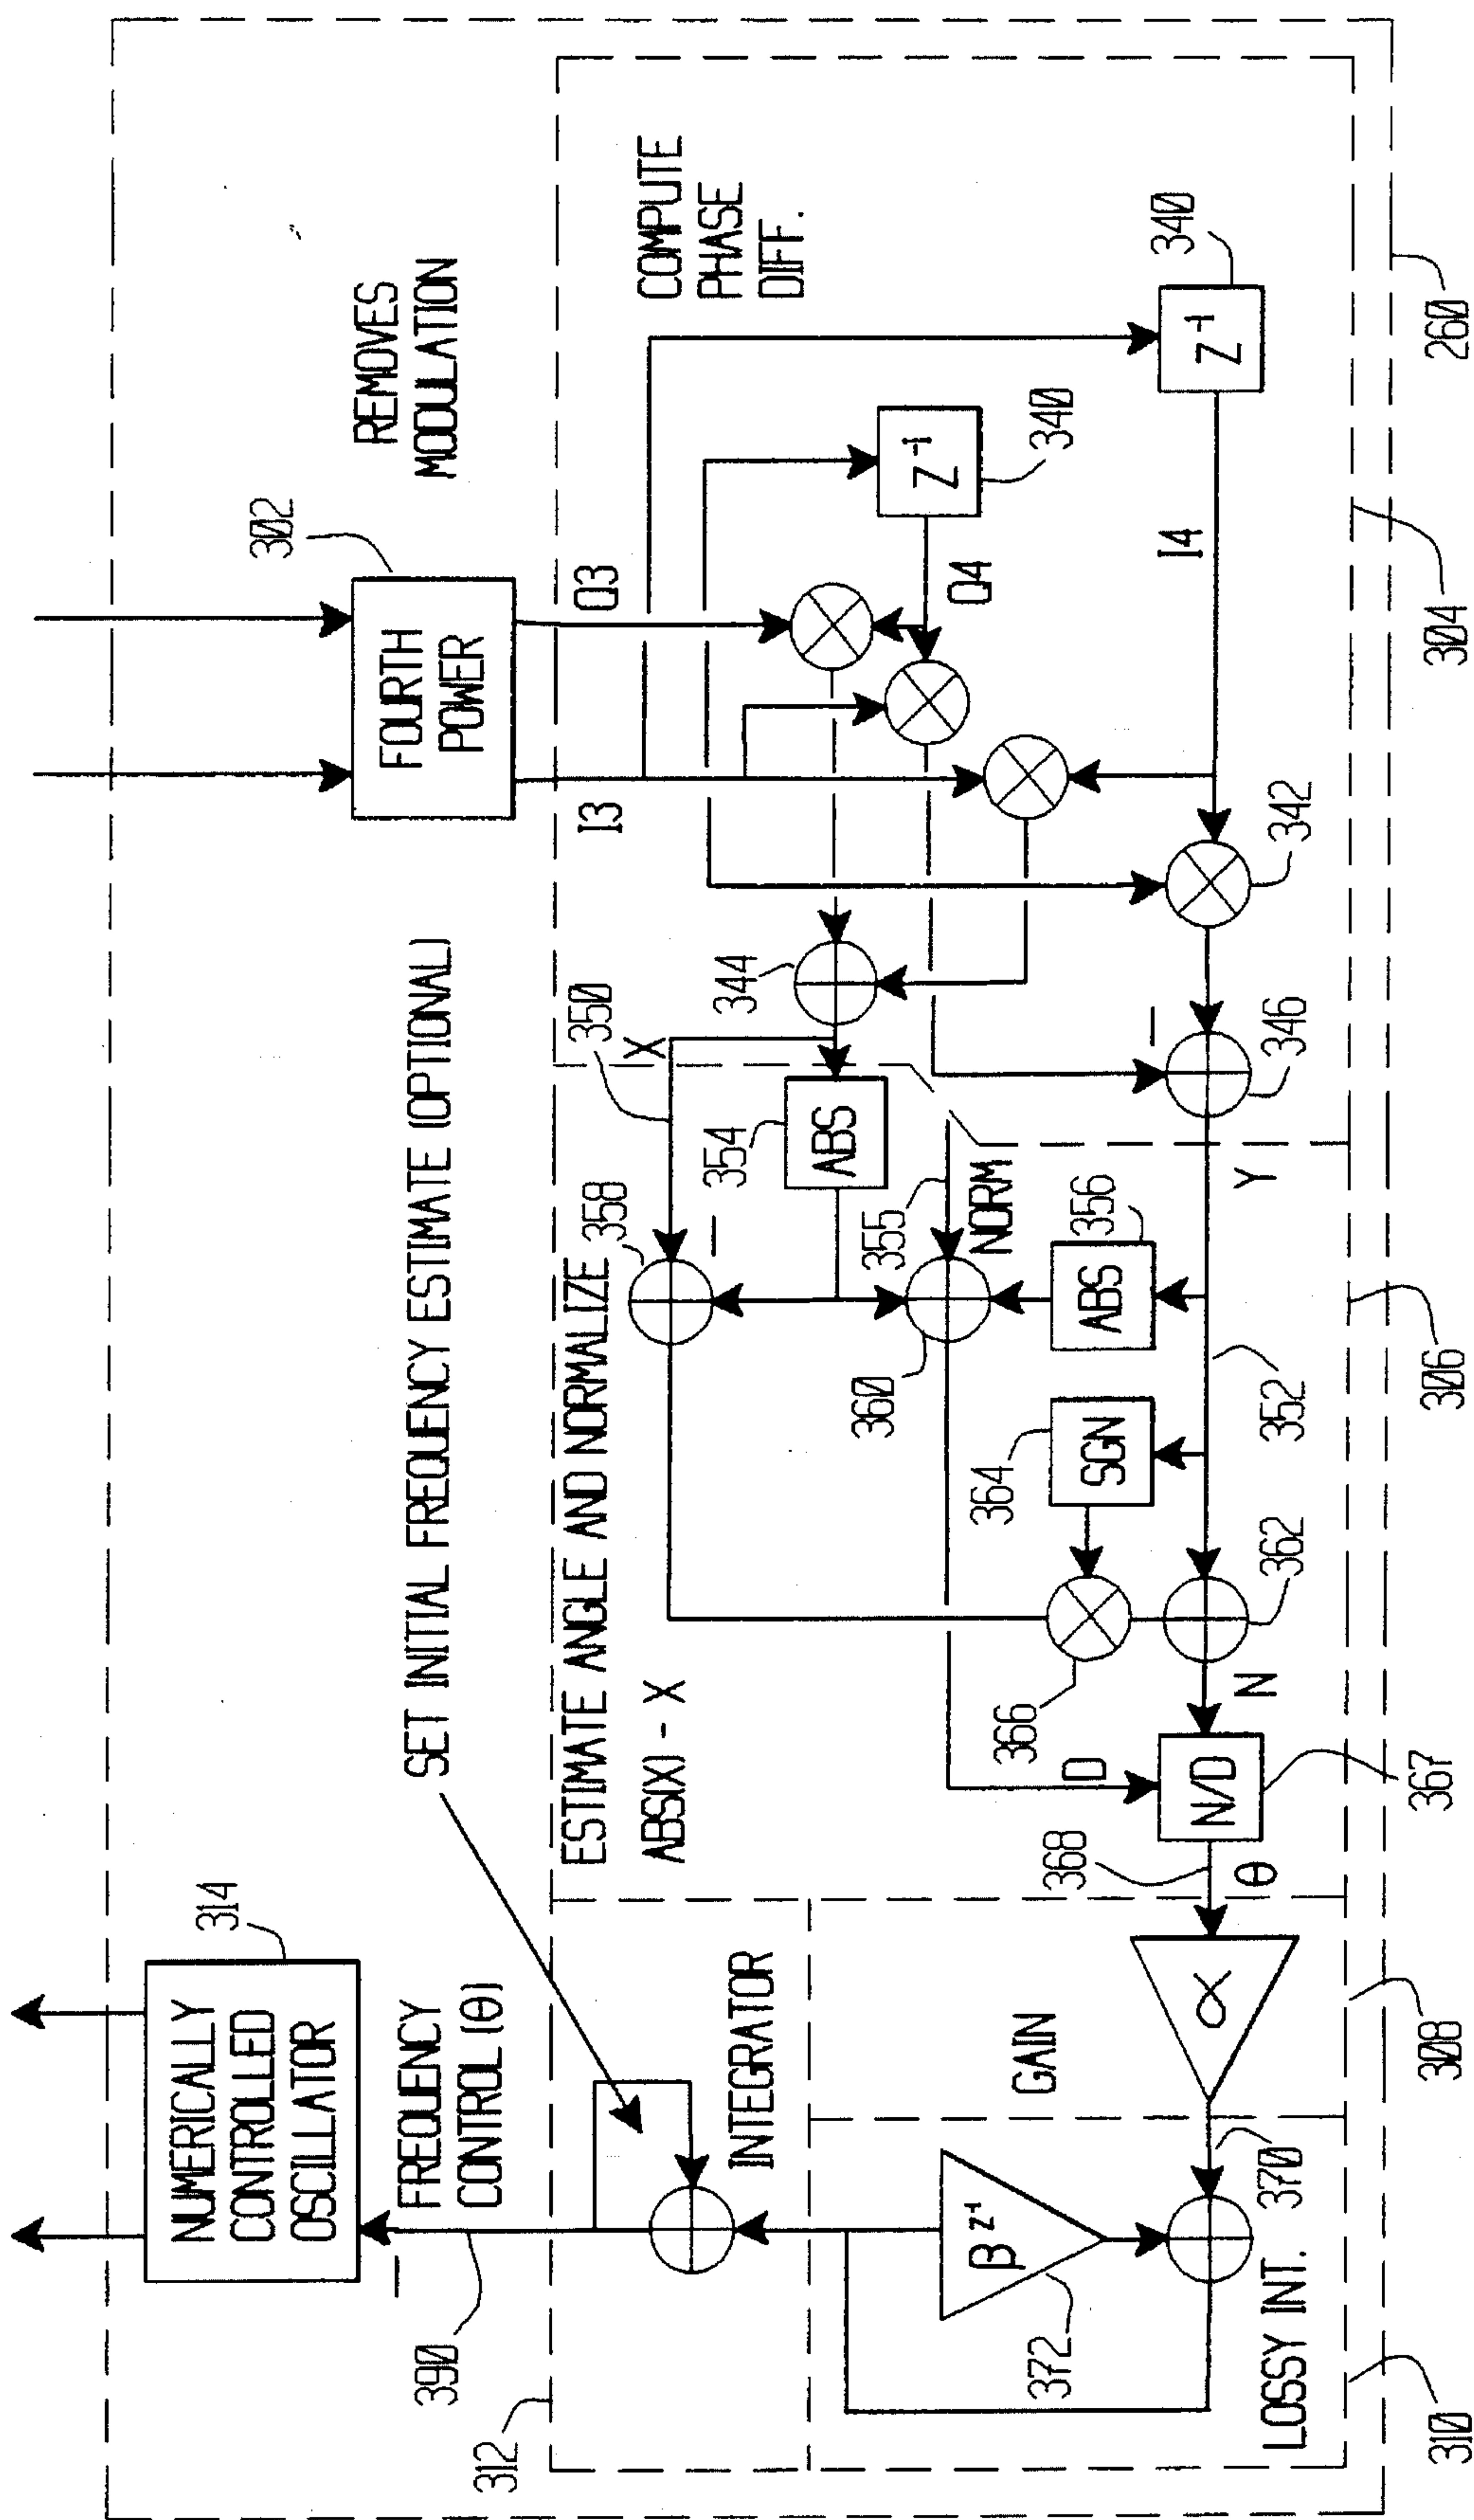 302
REMOVES
MODULATION
FOURTH
POWER
I3
Q3
COMPUTE
PHASE
DIFF.
Z⁻¹
340
Z⁻¹
340
Q4
I4
342
344
346
350
X
Y
304
260
SET INITIAL FREQUENCY ESTIMATE (OPTIONAL)
ESTIMATE ANGLE AND NORMALIZE
ABS(X) - X
358
354
ABS
355
NORM
356
ABS
360
352
306
364
SGN
366
362
N
D
N/D
367
368
θ
314
NUMERICALLY
CONTROLLED
OSCILLATOR
FREQUENCY
CONTROL (θ)
390
312
INTEGRATOR
GAIN
α
308
370
β z⁻¹
372
LOSSY INT.
310